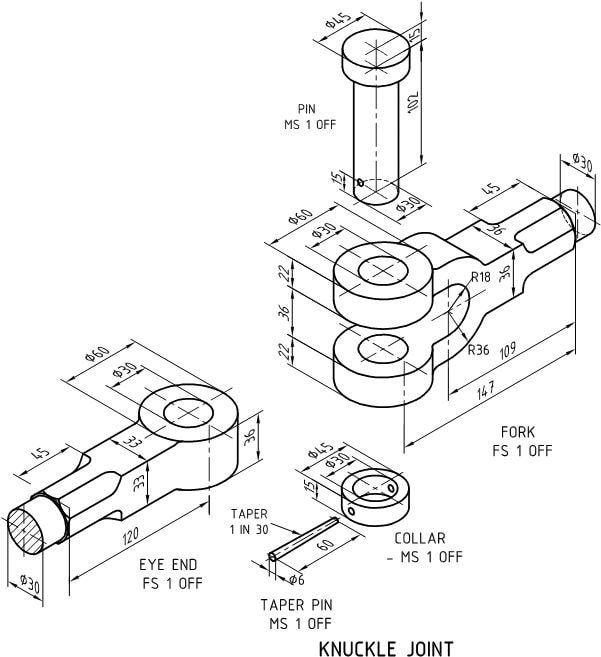 Ø45
15
102
PIN
MS 1 OFF
15
Ø30
Ø30
45
36
36
Ø60
Ø30
22
36
22
R18
R36
109
147
FORK
FS 1 OFF
Ø60
Ø30
45
33
33
36
120
Ø30
EYE END
FS 1 OFF
Ø45
Ø30
15
COLLAR
- MS 1 OFF
TAPER
1 IN 30
60
Ø6
TAPER PIN
MS 1 OFF
KNUCKLE JOINT